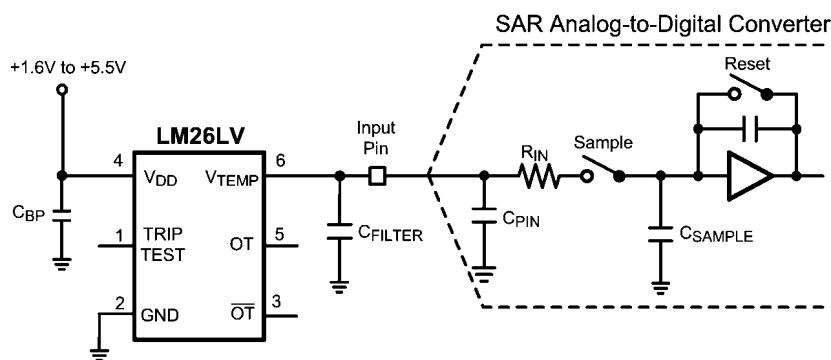 SAR Analog-to-Digital Converter
+1.6V to +5.5V
Reset
LM26LV
Input
Pin
RIN
Sample
4
VDD
VTEMP
6
CBP
CFILTER
CPIN
CSAMPLE
1
TRIP
TEST
OT
5
2
GND
O̅T̅
3